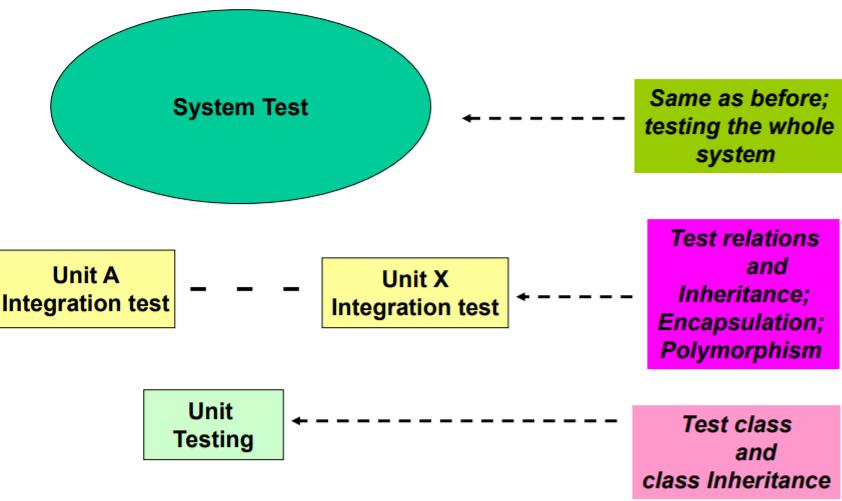 System Test
Same as before;
testing the whole
system
Unit A
Integration test
Unit X
Integration test
Test relations
and
Inheritance;
Encapsulation;
Polymorphism
Unit
Testing
Test class
and
class Inheritance